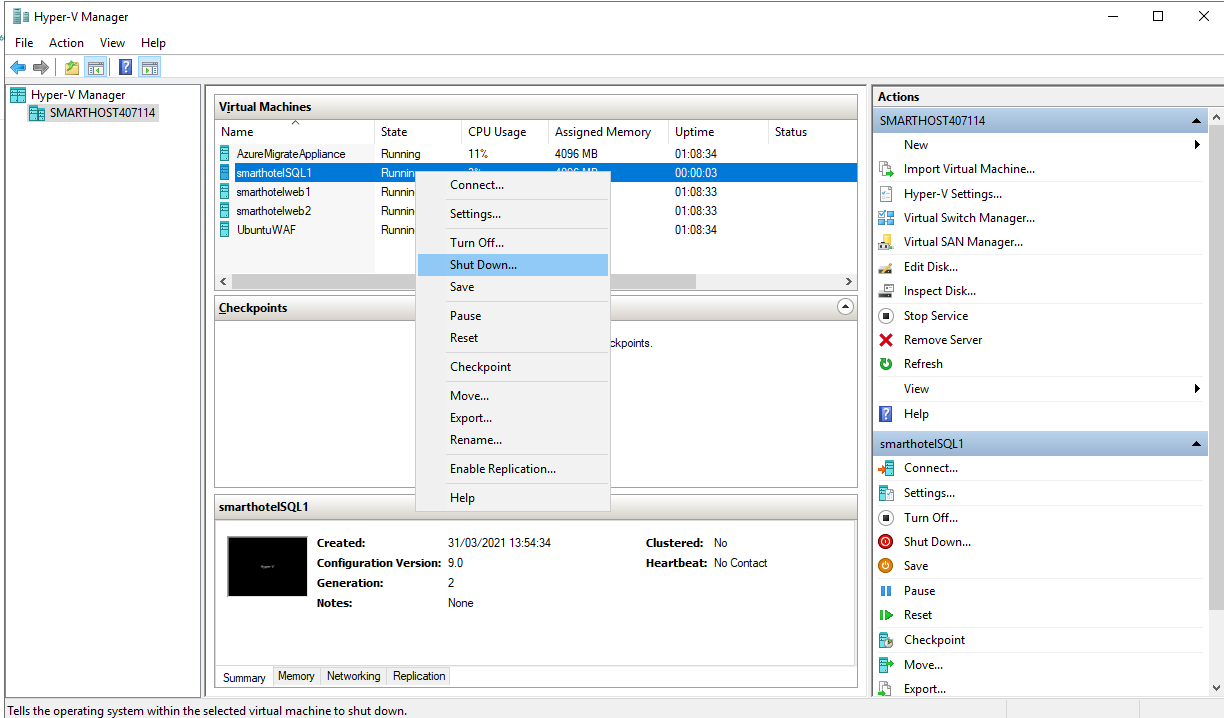 Hyper-V Manager
File Action View Help
Hyper-V Manager
SMARTHOST407114
Virtual Machines
Name State CPU Usage Assigned Memory Uptime Status
AzureMigrateAppliance Running 11% 4096 MB 01:08:34
smarthotelSQL1 Runnin 4096 MB 00:00:03
smarthotelweb1 Runnin 01:08:33
smarthotelweb2 Runnin 01:08:33
UbuntuWAF Runnin 01:08:34
Connect...
Settings...
Turn Off...
Shut Down...
Save
Pause
Reset
Checkpoint
Move...
Export...
Rename...
Enable Replication...
Help
Checkpoints
ckpoints.
smarthotelSQL1
Created: 31/03/2021 13:54:34 Clustered: No
Configuration Version: 9.0 Heartbeat: No Contact
Generation: 2
Notes: None
Summary Memory Networking Replication
Actions
SMARTHOST407114
New
Import Virtual Machine...
Hyper-V Settings...
Virtual Switch Manager...
Virtual SAN Manager...
Edit Disk...
Inspect Disk...
Stop Service
Remove Server
Refresh
View
Help
smarthotelSQL1
Connect...
Settings...
Turn Off...
Shut Down...
Save
Pause
Reset
Checkpoint
Move...
Export...
Tells the operating system within the selected virtual machine to shut down.